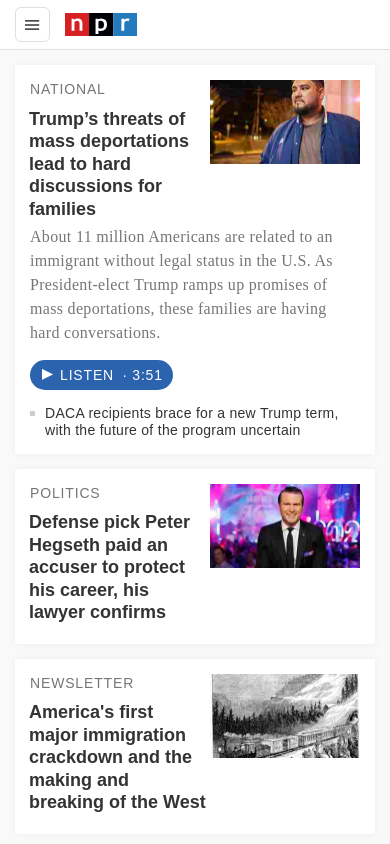 npr
NATIONAL
Trump’s threats of
mass deportations
lead to hard
discussions for
families
About 11 million Americans are related to an
immigrant without legal status in the U.S. As
President-elect Trump ramps up promises of
mass deportations, these families are having
hard conversations.
LISTEN · 3:51
DACA recipients brace for a new Trump term,
with the future of the program uncertain
POLITICS
Defense pick Peter
Hegseth paid an
accuser to protect
his career, his
lawyer confirms
NEWSLETTER
America's first
major immigration
crackdown and the
making and
breaking of the West